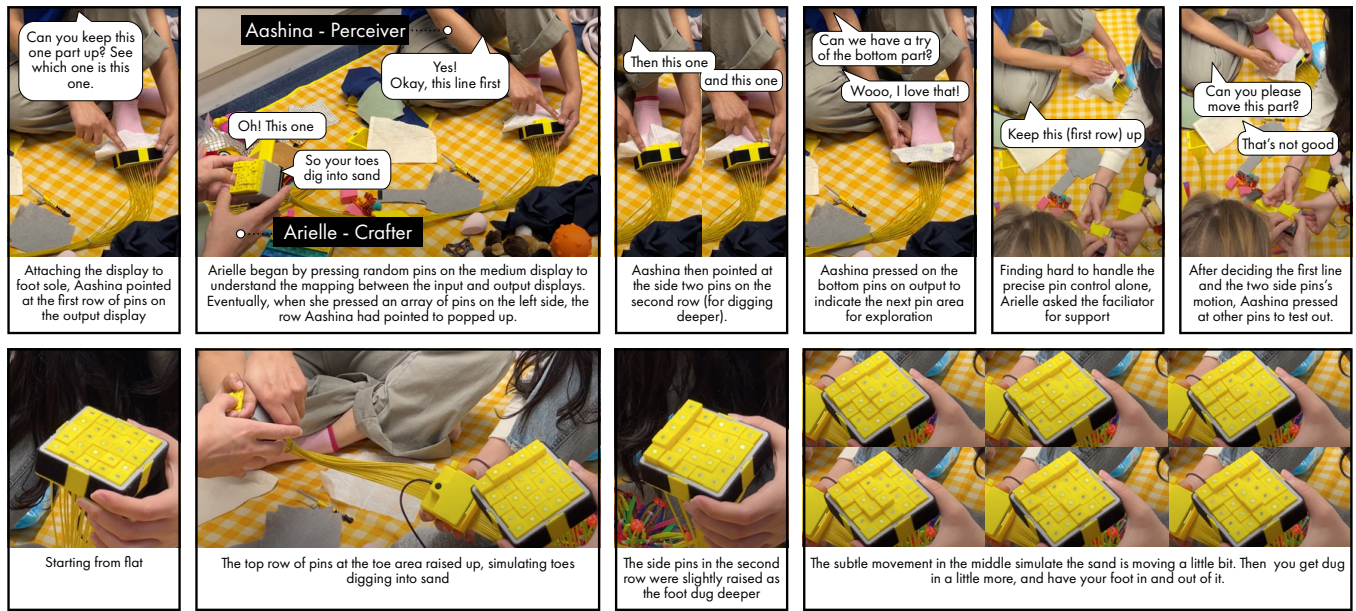 Can you keep this
one part up? See
which one is this
one.
Attaching the display to
foot sole, Aashina pointed
at the first row of pins on
the output display
Aashina - Perceiver
Yes!
Okay, this line first
Oh! This one
So your toes
dig into sand
Arielle - Crafter
Arielle began by pressing random pins on the medium display to
understand the mapping between the input and output displays.
Eventually, when she pressed an array of pins on the left side, the
row Aashina had pointed to popped up.
Then this one
and this one
Aashina then pointed at
the side two pins on the
second row (for digging
deeper).
Can we have a try
of the bottom part?
Wooo, I love that!
Aashina pressed on the
bottom pins on output to
indicate the next pin area
for exploration
Keep this (first row) up
Finding hard to handle the
precise pin control alone,
Arielle asked the faciliator
for support
Can you please
move this part?
That's not good
After deciding the first line
and the two side pins's
motion, Aashina pressed
at other pins to test out.
Starting from flat
The top row of pins at the toe area raised up, simulating toes
digging into sand
The side pins in the second
row were slightly raised as
the foot dug deeper
The subtle movement in the middle simulate the sand is moving a little bit. Then you get dug
in a little more, and have your foot in and out of it.